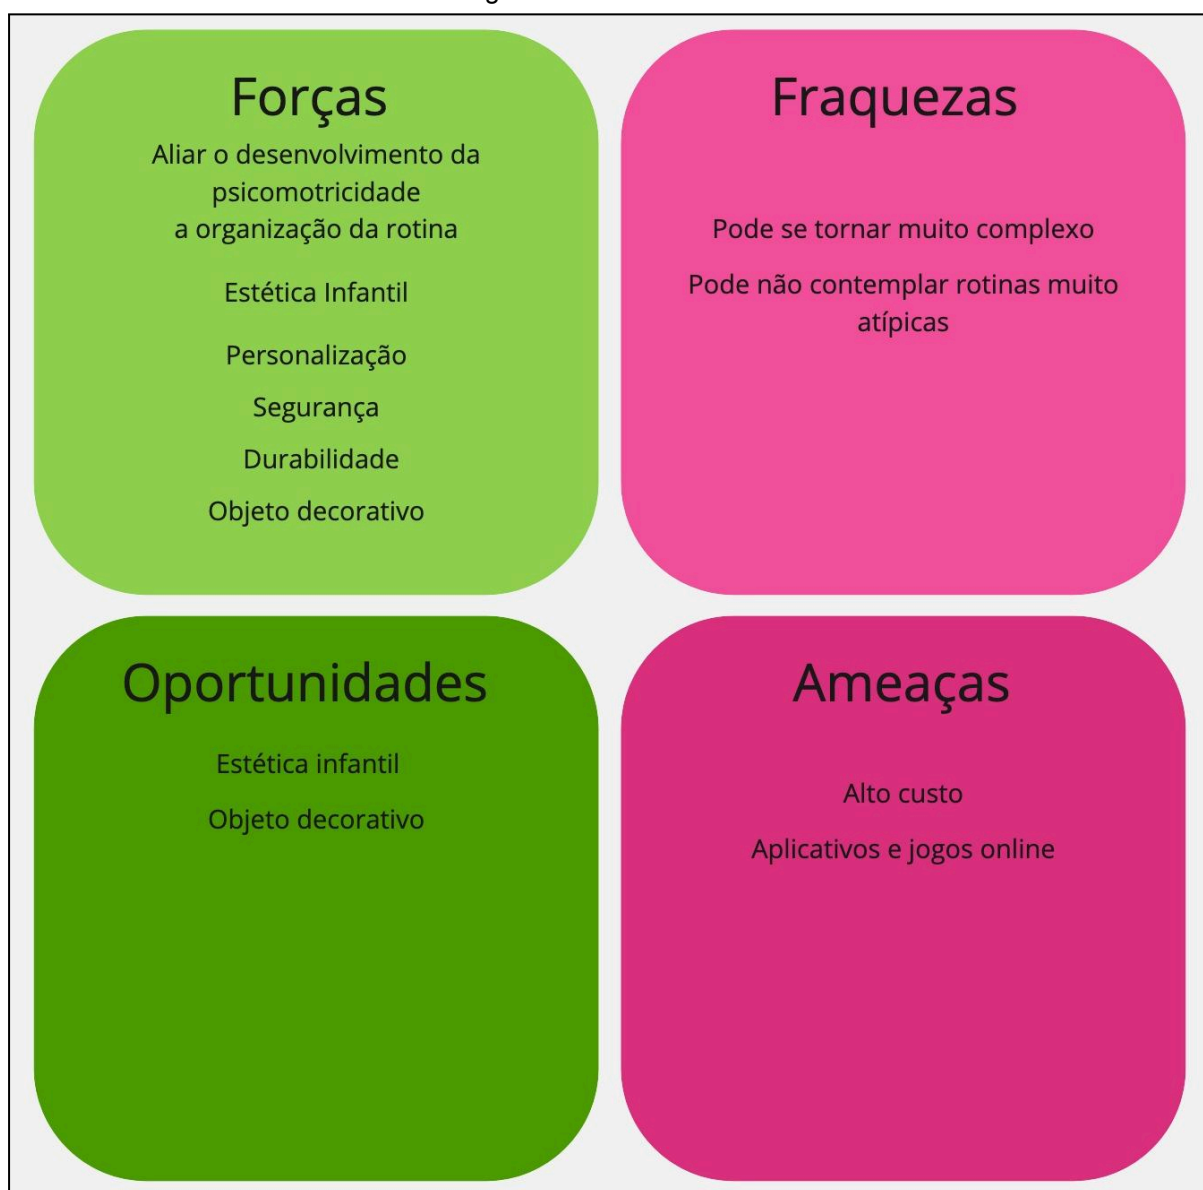 Forças
Aliar o desenvolvimento da
psicomotricidade
a organização da rotina
Estética Infantil
Personalização
Segurança
Durabilidade
Objeto decorativo
Fraquezas
Pode se tornar muito complexo
Pode não contemplar rotinas muito
atípicas
Oportunidades
Estética infantil
Objeto decorativo
Ameaças
Alto custo
Aplicativos e jogos online